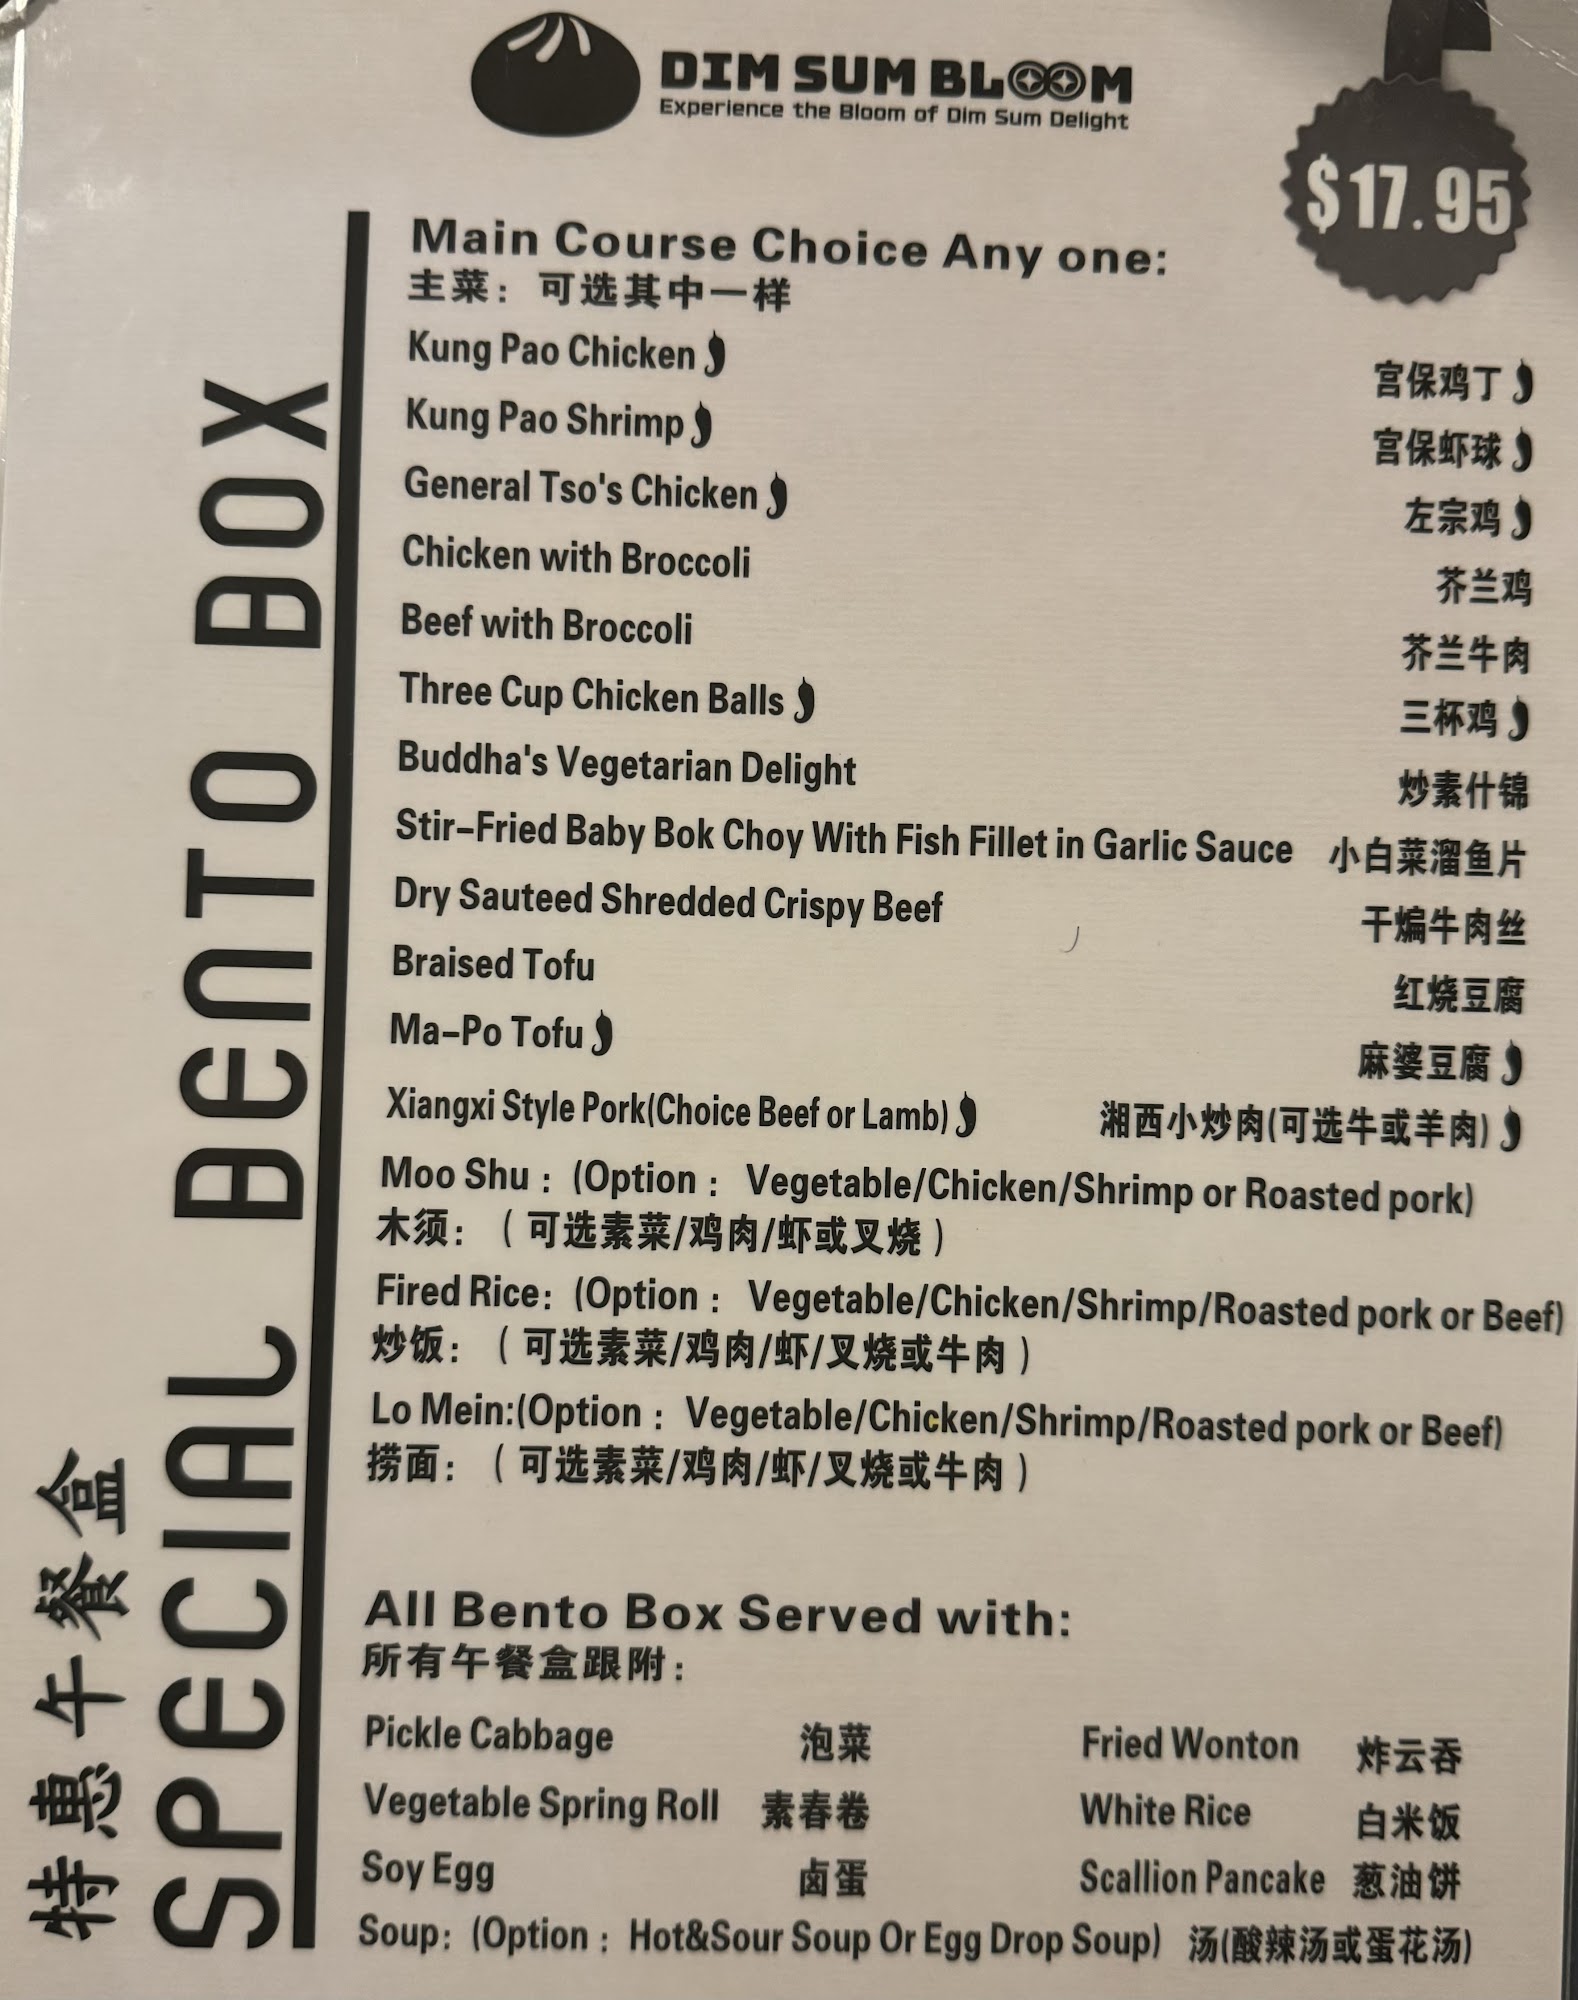 DIM SUM BLOOM
Experience the Bloom of Dim Sum Delight
$17.95
特惠午餐盒
SPECIAL BENTO BOX
Main Course Choice Any one:
主菜：可选其中一样
Kung Pao Chicken 宫保鸡丁
Kung Pao Shrimp 宫保虾球
General Tso's Chicken 左宗鸡
Chicken with Broccoli 芥兰鸡
Beef with Broccoli 芥兰牛肉
Three Cup Chicken Balls 三杯鸡
Buddha's Vegetarian Delight 炒素什锦
Stir-Fried Baby Bok Choy With Fish Fillet in Garlic Sauce 小白菜溜鱼片
Dry Sauteed Shredded Crispy Beef 干煸牛肉丝
Braised Tofu 红烧豆腐
Ma-Po Tofu 麻婆豆腐
Xiangxi Style Pork(Choice Beef or Lamb) 湘西小炒肉(可选牛或羊肉)
Moo Shu：(Option： Vegetable/Chicken/Shrimp or Roasted pork)
木须：（可选素菜/鸡肉/虾或叉烧）
Fired Rice：(Option： Vegetable/Chicken/Shrimp/Roasted pork or Beef)
炒饭：（可选素菜/鸡肉/虾/叉烧或牛肉）
Lo Mein:(Option： Vegetable/Chicken/Shrimp/Roasted pork or Beef)
捞面：（可选素菜/鸡肉/虾/叉烧或牛肉）
All Bento Box Served with:
所有午餐盒跟附：
Pickle Cabbage 泡菜 Fried Wonton 炸云吞
Vegetable Spring Roll 素春卷 White Rice 白米饭
Soy Egg 卤蛋 Scallion Pancake 葱油饼
Soup：(Option：Hot&Sour Soup Or Egg Drop Soup) 汤(酸辣汤或蛋花汤)